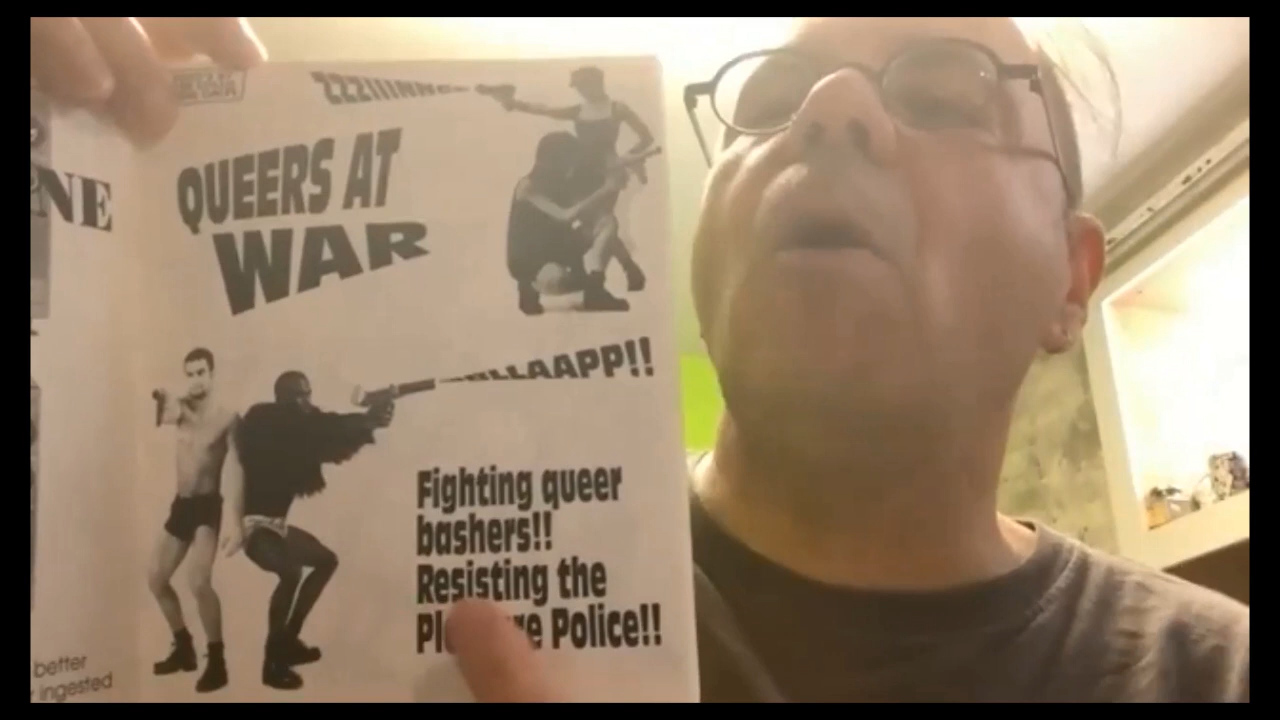 NE
QUEERS AT
WAR
LLAAPP!!
Fighting queer
bashers!!
Resisting the
Police!!
better
ingested